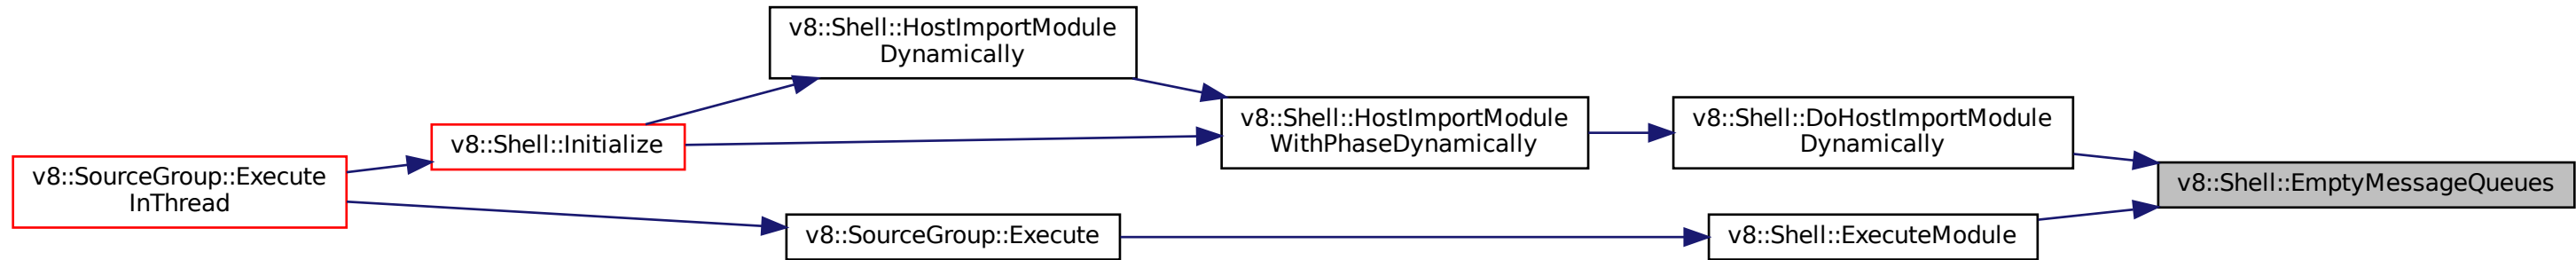 v8::Shell::HostImportModule
Dynamically
v8::Shell::HostImportModule
WithPhaseDynamically
v8::Shell::DoHostImportModule
Dynamically
v8::Shell::Initialize
v8::SourceGroup::Execute
InThread
v8::Shell::EmptyMessageQueues
v8::SourceGroup::Execute
v8::Shell::ExecuteModule